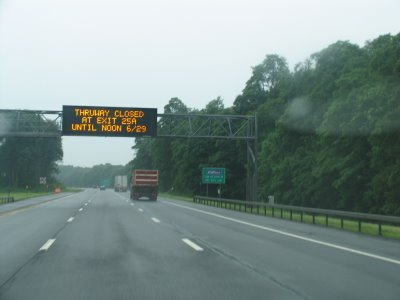 THRUWAY CLOSED
AT EXIT 25A
UNTIL NOON 6/29